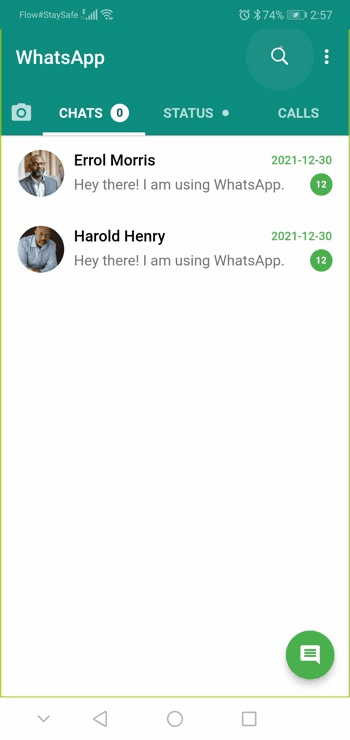 Flow#StaySafe 74% 2:57
WhatsApp
CHATS 0 STATUS CALLS
Errol Morris 2021-12-30
Hey there! I am using WhatsApp. 12
Harold Henry 2021-12-30
Hey there! I am using WhatsApp. 12